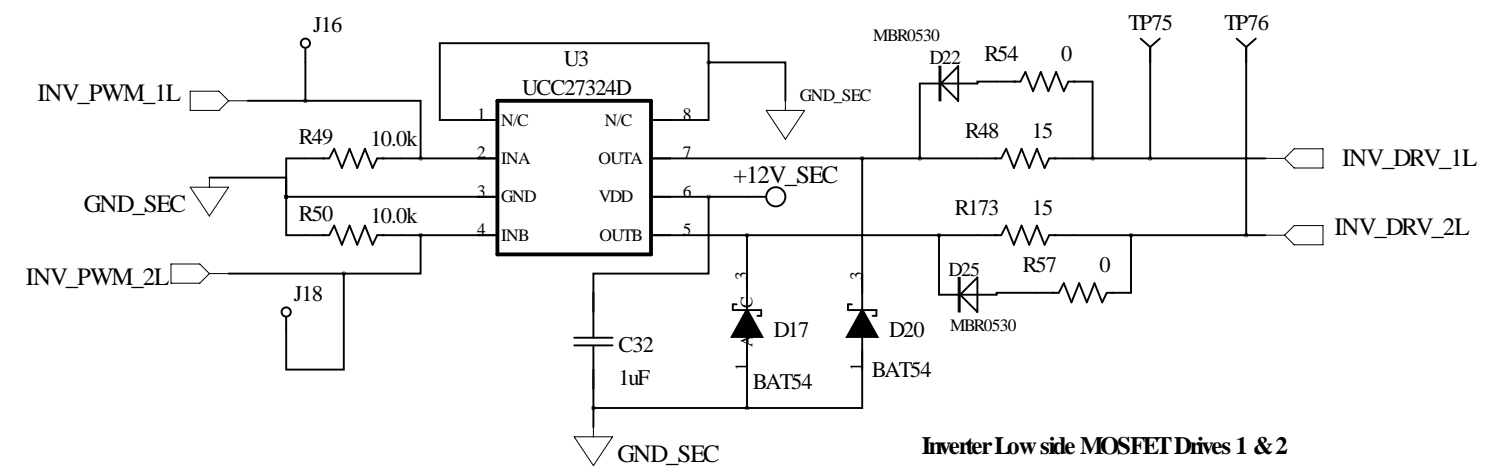 J16
TP75
TP76
MBR0530
R54 0
D22
U3
UCC27324D
INV_PWM_1L
GND_SEC
1 N/C N/C 8
R49 10.0k
R48 15
2 INA OUTA 7
INV_DRV_1L
+12V_SEC
GND_SEC
3 GND VDD 6
R50 10.0k
R173 15
4 INB OUTB 5
INV_DRV_2L
INV_PWM_2L
D25
R57 0
J18
3 3
C
MBR0530
D17
D20
A
C32
1uF
1 1
BAT54
BAT54
GND_SEC
Inverter Low side MOSFET Drives 1 & 2